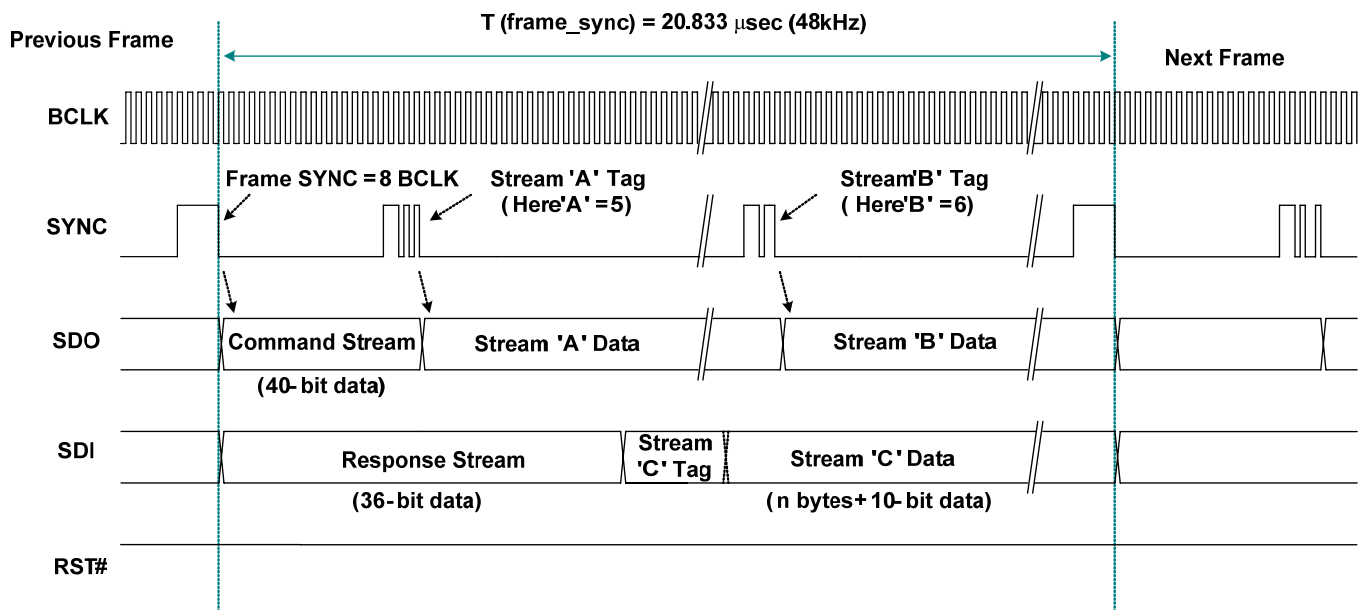 T (frame_sync) = 20.833 μsec (48kHz)
Previous Frame
Next Frame
BCLK
Frame SYNC = 8 BCLK
Stream 'A' Tag
(Here 'A' = 5)
Stream 'B' Tag
( Here 'B' = 6)
SYNC
SDO
Command Stream
Stream 'A' Data
Stream 'B' Data
(40-bit data)
SDI
Response Stream
Stream
'C' Tag
Stream 'C' Data
(36-bit data)
(n bytes+10-bit data)
RST#